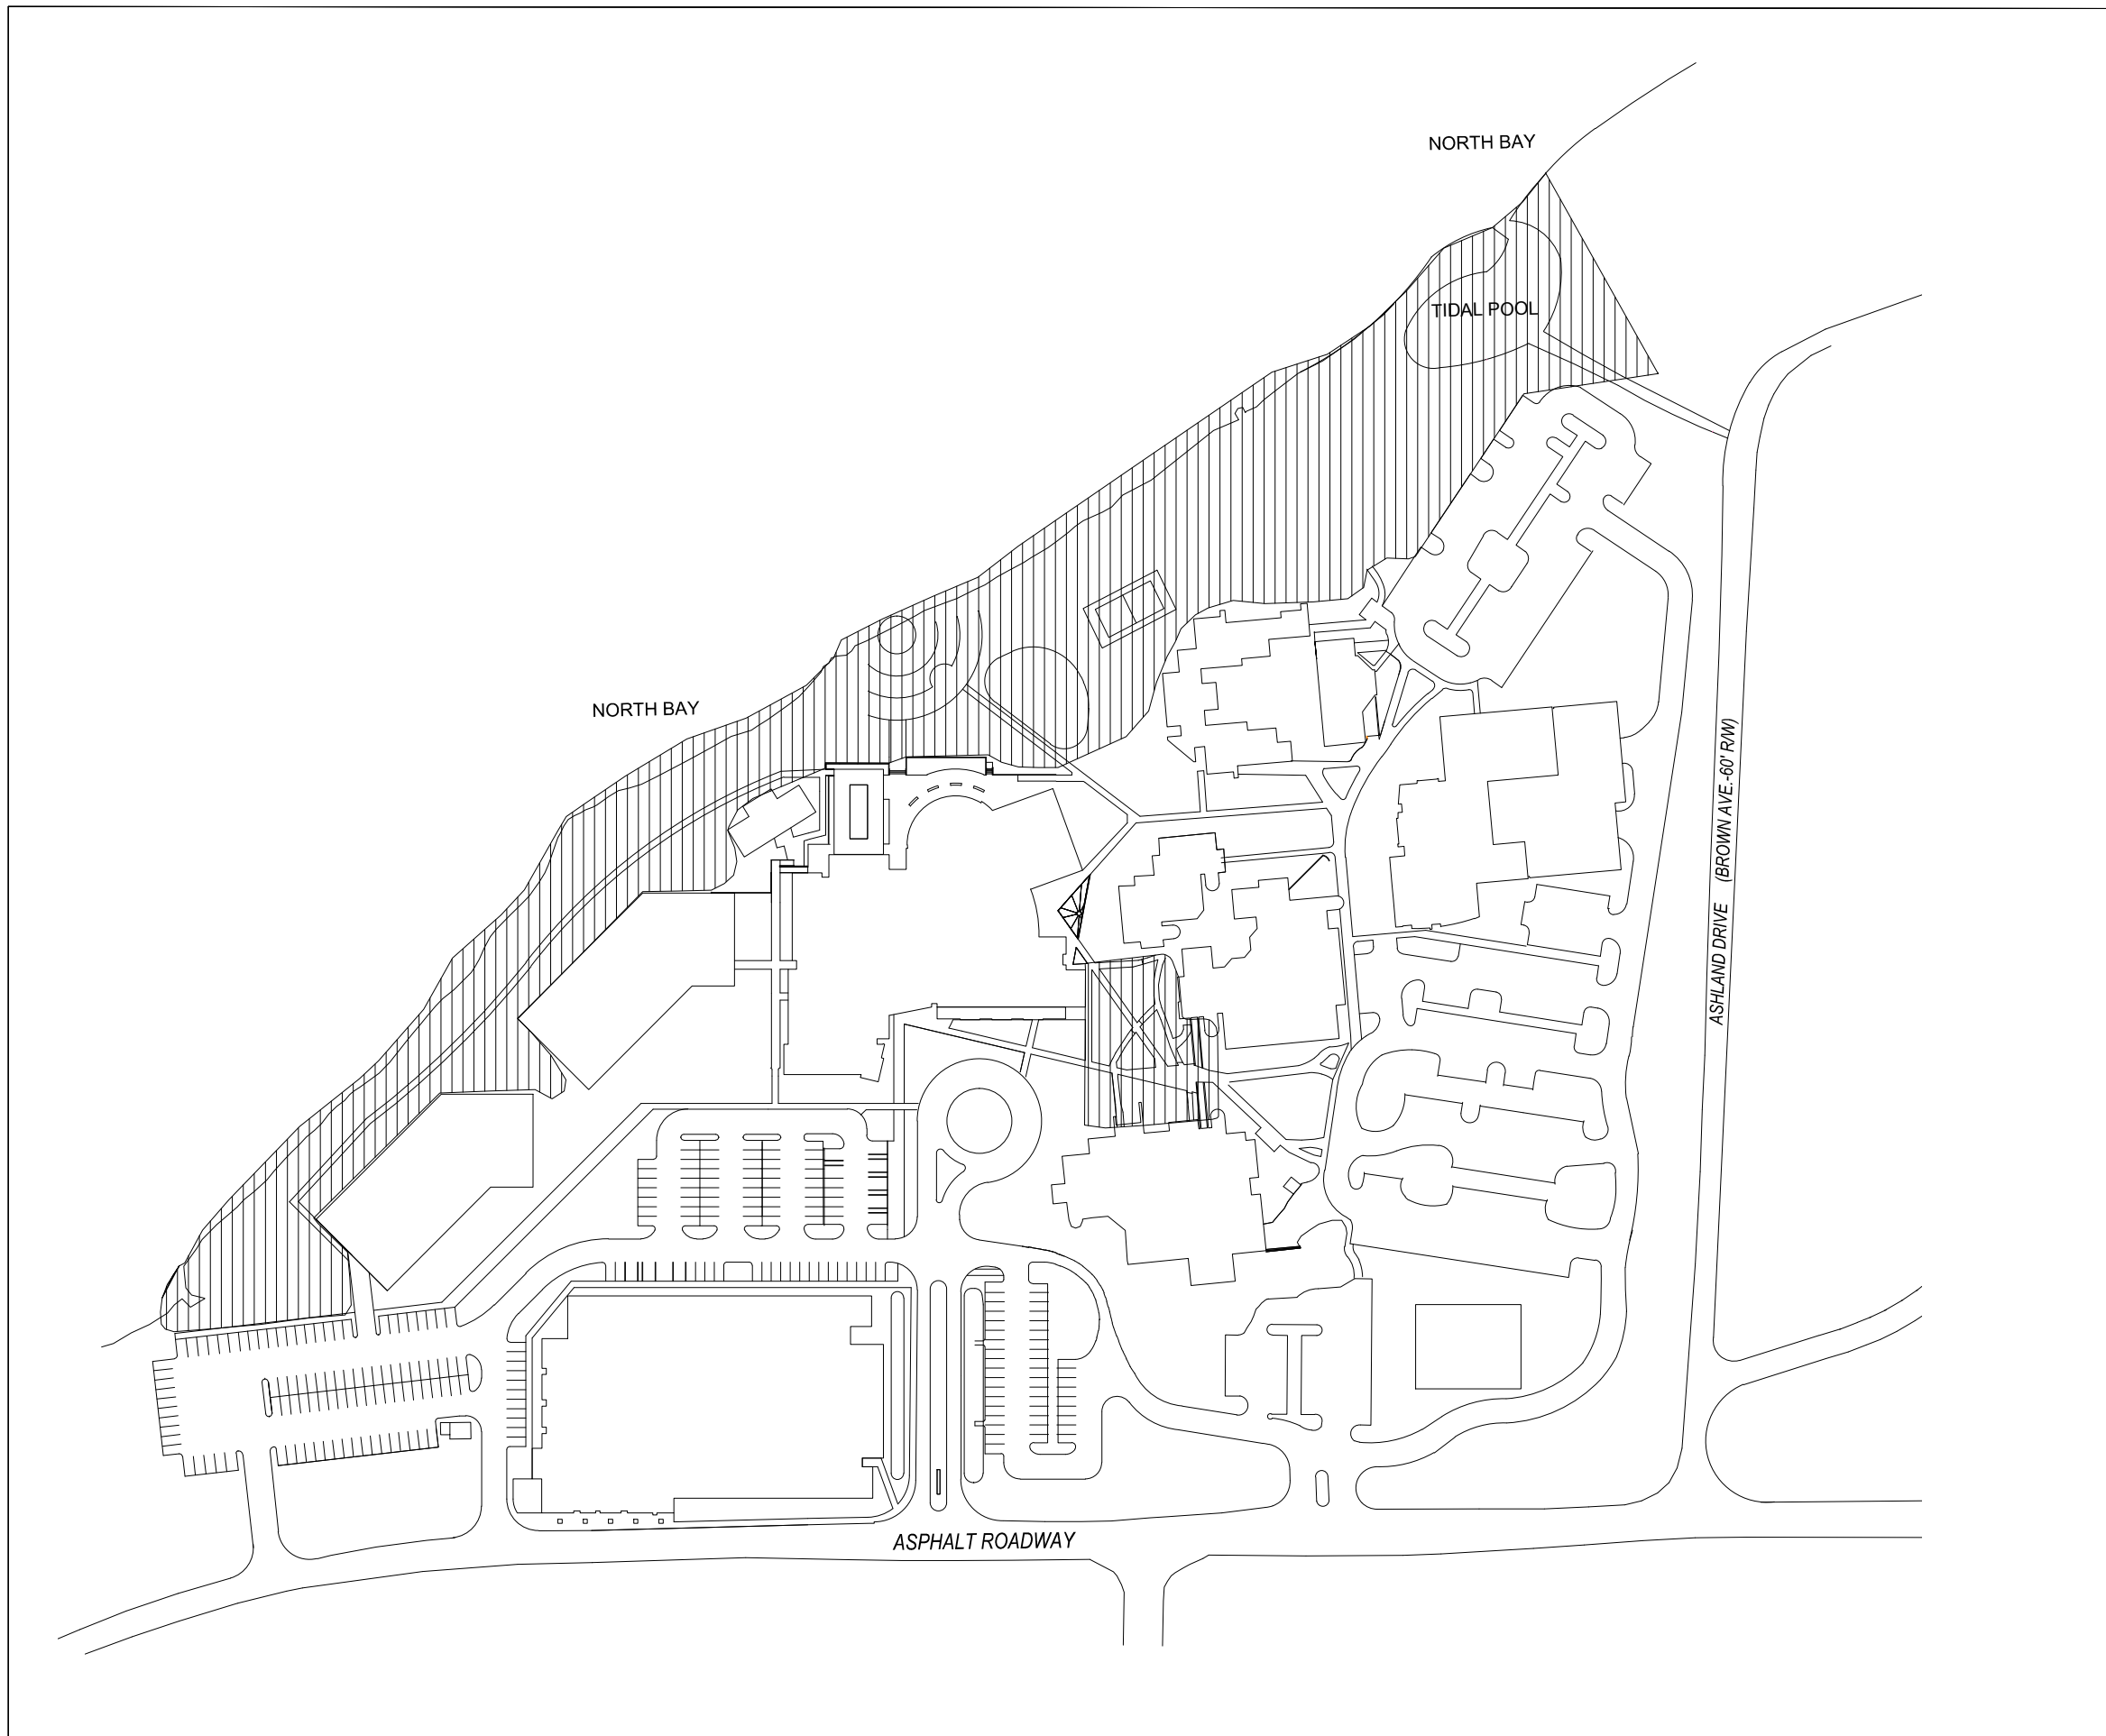 NORTH BAY
TIDAL POOL
NORTH BAY
ASHLAND DRIVE (BROWN AVE.-60' R/W)
ASPHALT ROADWAY